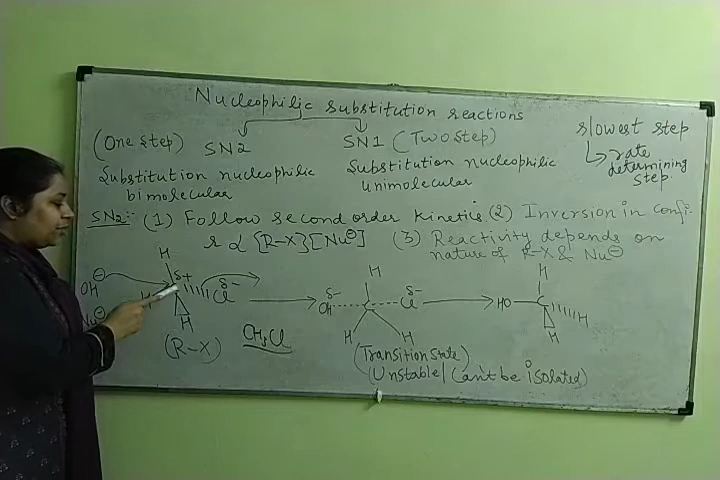 Nucleophilic substitution reactions
(One step) SN2
SN1 (Two step)
Substitution nucleophilic
bimolecular
Substitution nucleophilic
unimolecular
slowest step
rate
determining
step.
SN2:- (1) Follow second order kinetics. (2) Inversion in confi-
r α [R-X][Nu⊖] (3) Reactivity depends on
nature of R-X & Nu⊖
H
⊖ δ+ δ-
OH H Cl
Nu⊖ H
(R-X) CH3Cl
H
δ- δ-
OH C Cl
H H
(Transition state)
(Unstable/Can't be isolated)
H
HO C
H
H